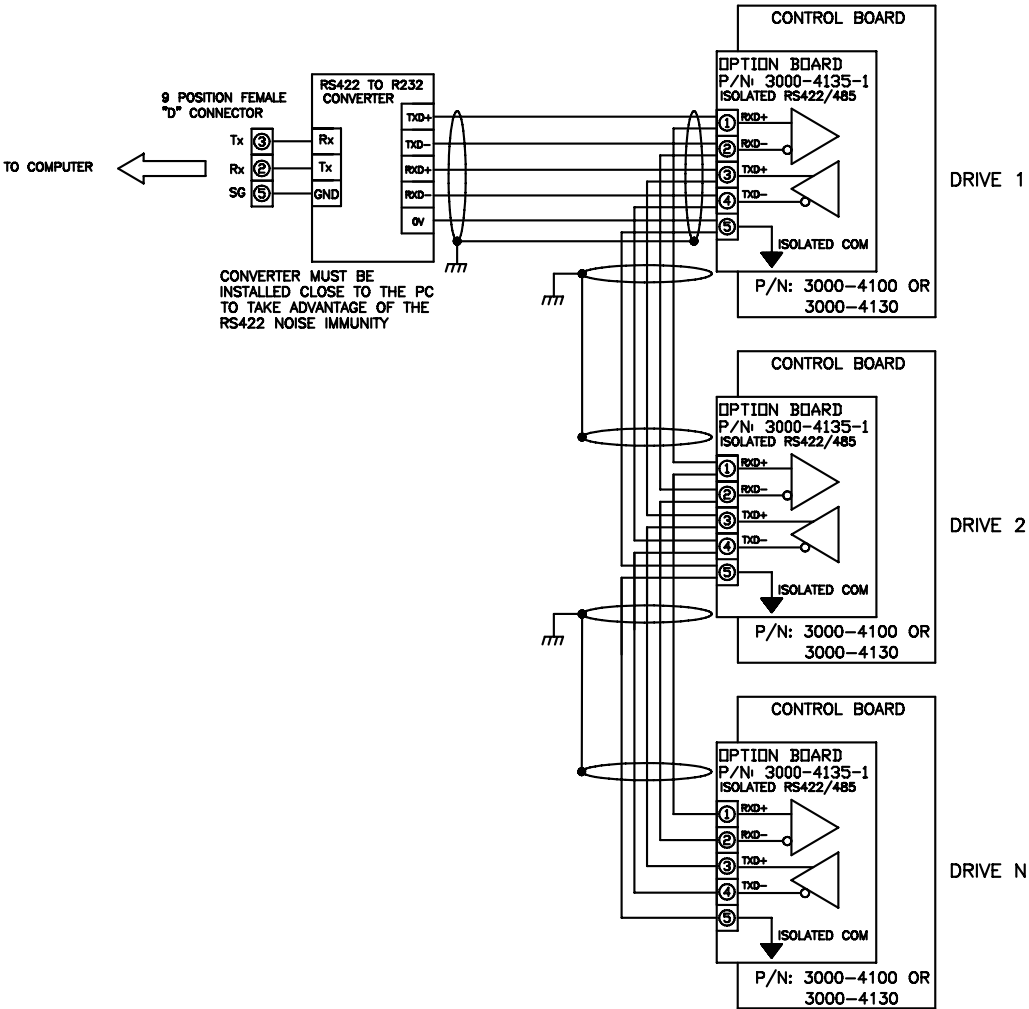 CONTROL BOARD
OPTION BOARD
P/N: 3000-4135-1
ISOLATED RS422/485
RS422 TO R232
CONVERTER
9 POSITION FEMALE
"D" CONNECTOR
TXD+
TXD-
RXD+
RXD-
0V
Tx 3 Rx
Rx 2 Tx
SG 5 GND
TO COMPUTER
1 RXD+
2 RXD-
3 TXD+
4 TXD-
5
ISOLATED COM
DRIVE 1
P/N: 3000-4100 OR
3000-4130
CONVERTER MUST BE
INSTALLED CLOSE TO THE PC
TO TAKE ADVANTAGE OF THE
RS422 NOISE IMMUNITY
CONTROL BOARD
OPTION BOARD
P/N: 3000-4135-1
ISOLATED RS422/485
1 RXD+
2 RXD-
3 TXD+
4 TXD-
5
ISOLATED COM
DRIVE 2
P/N: 3000-4100 OR
3000-4130
CONTROL BOARD
OPTION BOARD
P/N: 3000-4135-1
ISOLATED RS422/485
1 RXD+
2 RXD-
3 TXD+
4 TXD-
5
ISOLATED COM
DRIVE N
P/N: 3000-4100 OR
3000-4130